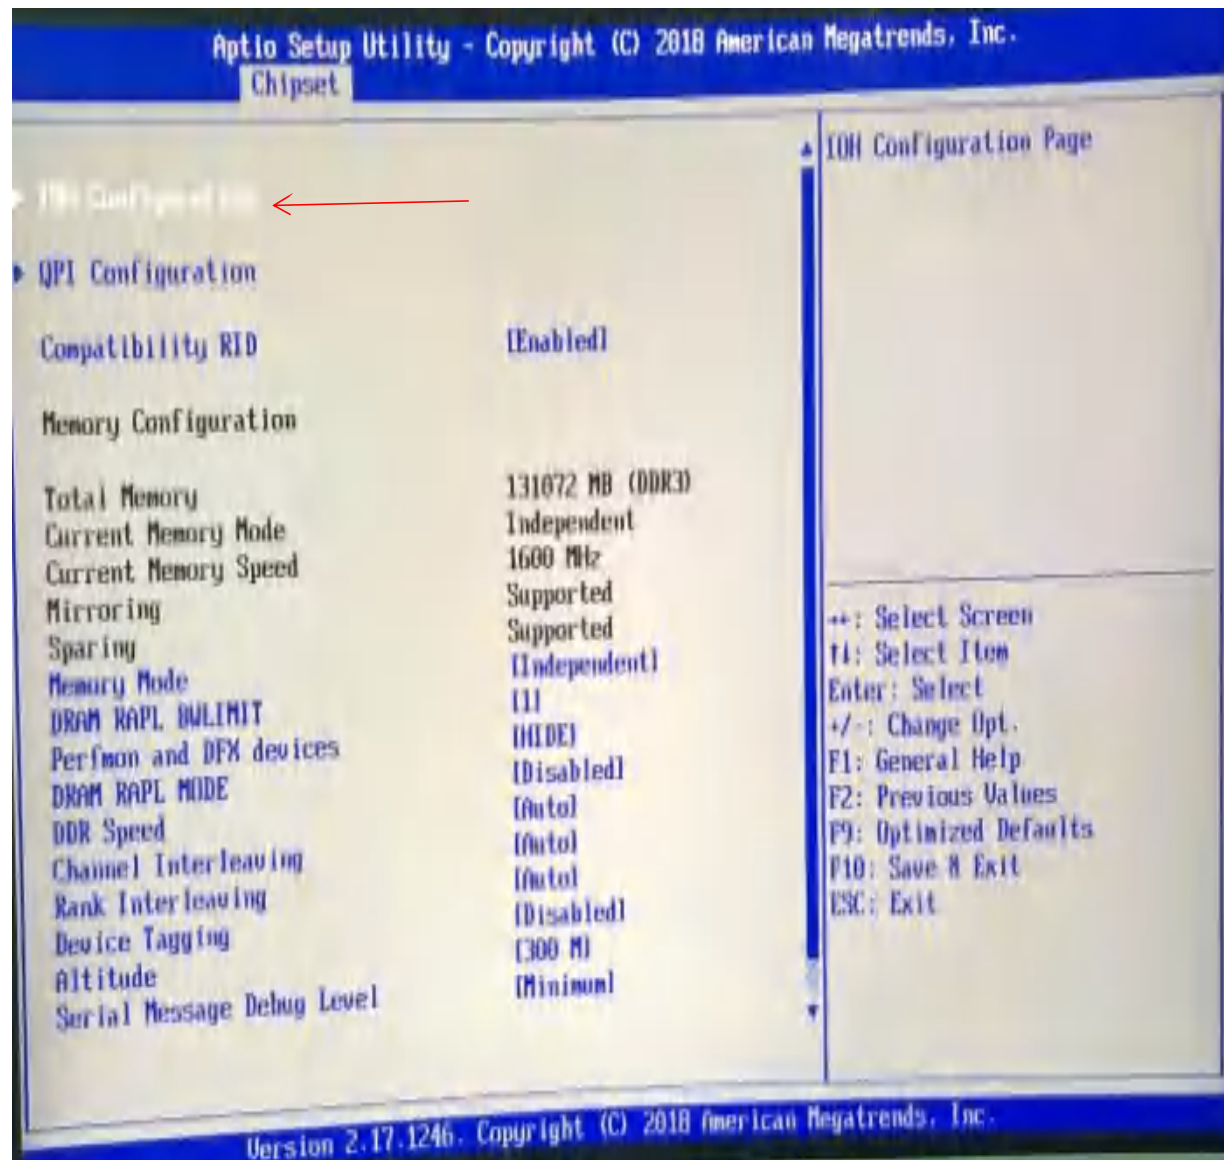 Aptio Setup Utility - Copyright (C) 2018 American Megatrends, Inc.
Chipset
IOH Configuration
IOH Configuration Page
QPI Configuration
Compatibility RID [Enabled]
Memory Configuration
Total Memory 131072 MB (DDR3)
Current Memory Mode Independent
Current Memory Speed 1600 MHz
Mirroring Supported
Sparing Supported
Memory Mode [Independent]
DRAM RAPL BWLIMIT [1]
Perfmon and DFX devices [HIDE]
DRAM RAPL MODE [Disabled]
DDR Speed [Auto]
Channel Interleaving [Auto]
Rank Interleaving [Auto]
Device Tagging [Disabled]
Altitude [300 M]
Serial Message Debug Level [Minimum]
→←: Select Screen
↑↓: Select Item
Enter: Select
+/-: Change Opt.
F1: General Help
F2: Previous Values
F9: Optimized Defaults
F10: Save & Exit
ESC: Exit
Version 2.17.1246. Copyright (C) 2018 American Megatrends, Inc.